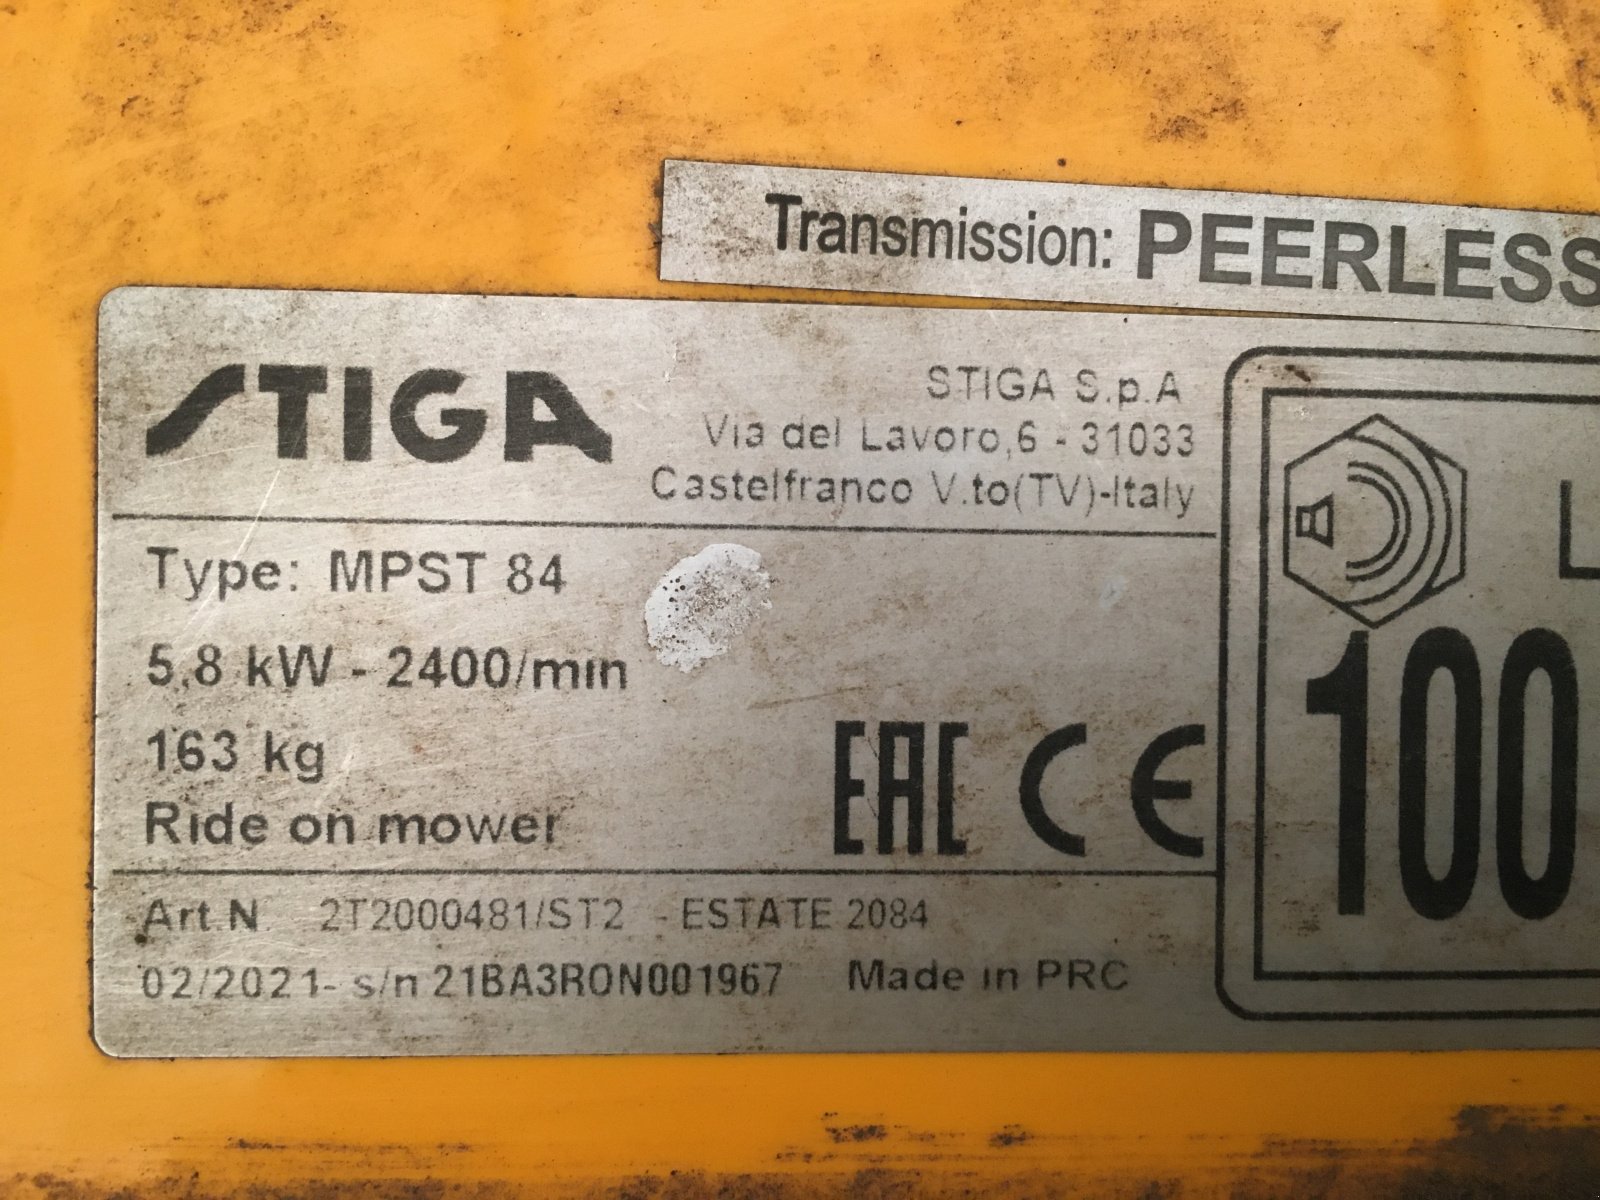 Transmission: PEERLESS
STIGA
STIGA S.p.A
Via del Lavoro,6 - 31033
Castelfranco V.to(TV)-Italy
Type: MPST 84
5,8 kW - 2400/min
163 kg
Ride on mower
EAC CE
Art.N. 2T2000481/ST2 - ESTATE 2084
02/2021- s/n 21BA3RON001967 Made in PRC
L
100